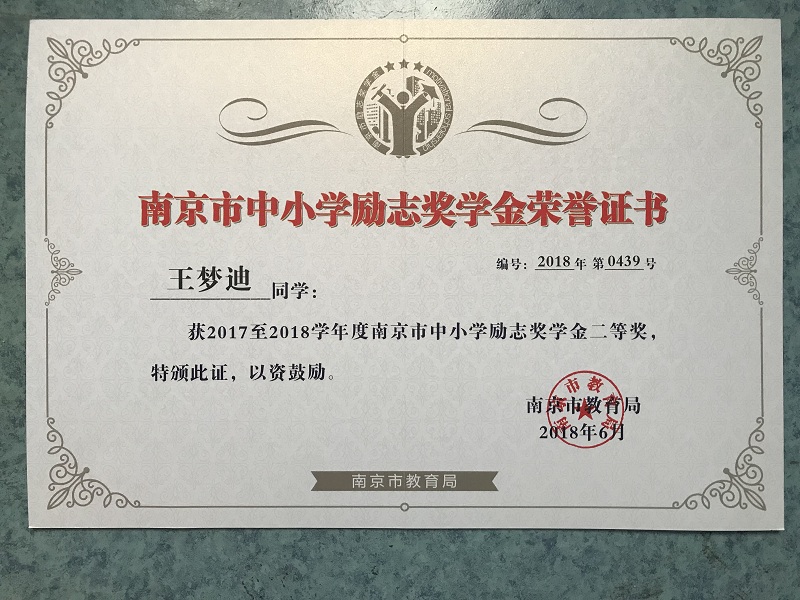 南京市中小学励志奖学金荣誉证书
编号：2018 年 第0439 号
王梦迪 同学：
获2017至2018学年度南京市中小学励志奖学金二等奖，
特颁此证，以资鼓励。
南京市教育局
2018年6月
南京市教育局